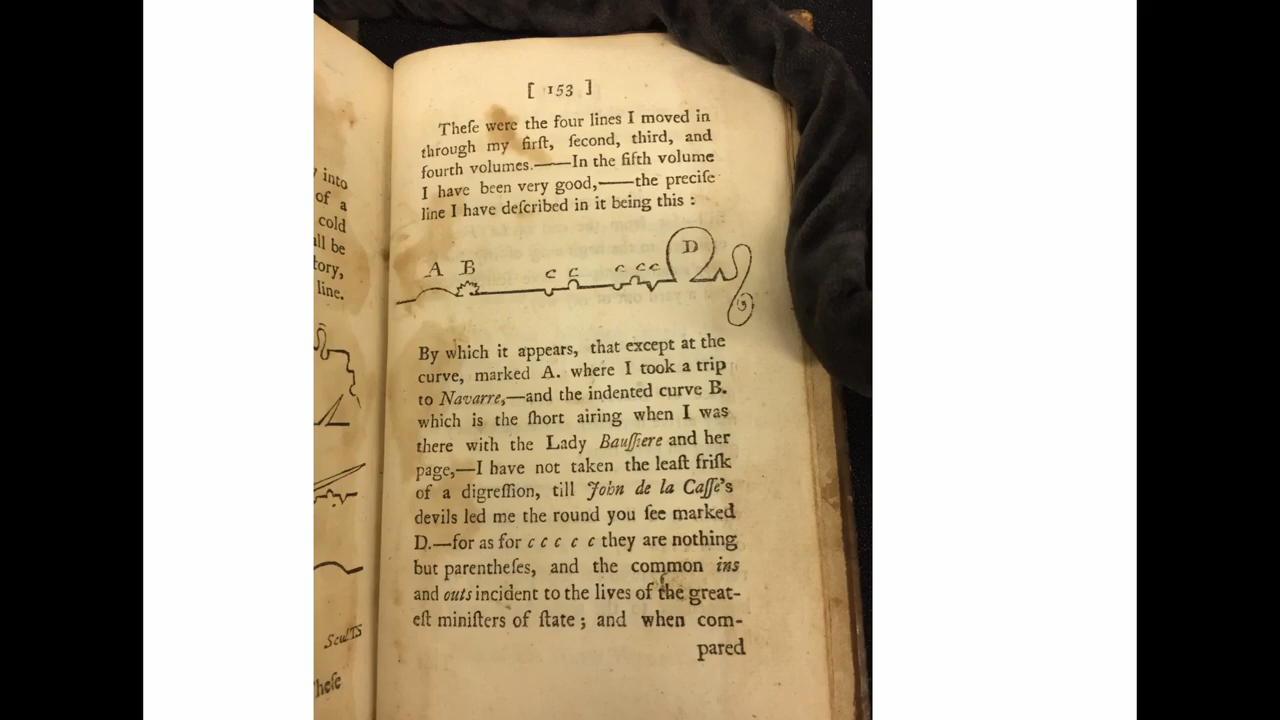 y into
of a
cold
all be
tory,
line.
Scul TS
These
[ 153 ]
Theſe were the four lines I moved in
through my firſt, ſecond, third, and
fourth volumes.——In the fifth volume
I have been very good,——the preciſe
line I have deſcribed in it being this :
A B c c c c c D
By which it appears, that except at the
curve, marked A. where I took a trip
to Navarre,—and the indented curve B.
which is the ſhort airing when I was
there with the Lady Bauſſiere and her
page,—I have not taken the leaſt friſk
of a digreſſion, till John de la Caſſe's
devils led me the round you ſee marked
D.—for as for c c c c c they are nothing
but parentheſes, and the common ins
and outs incident to the lives of the great-
eſt miniſters of ſtate ; and when com-
pared